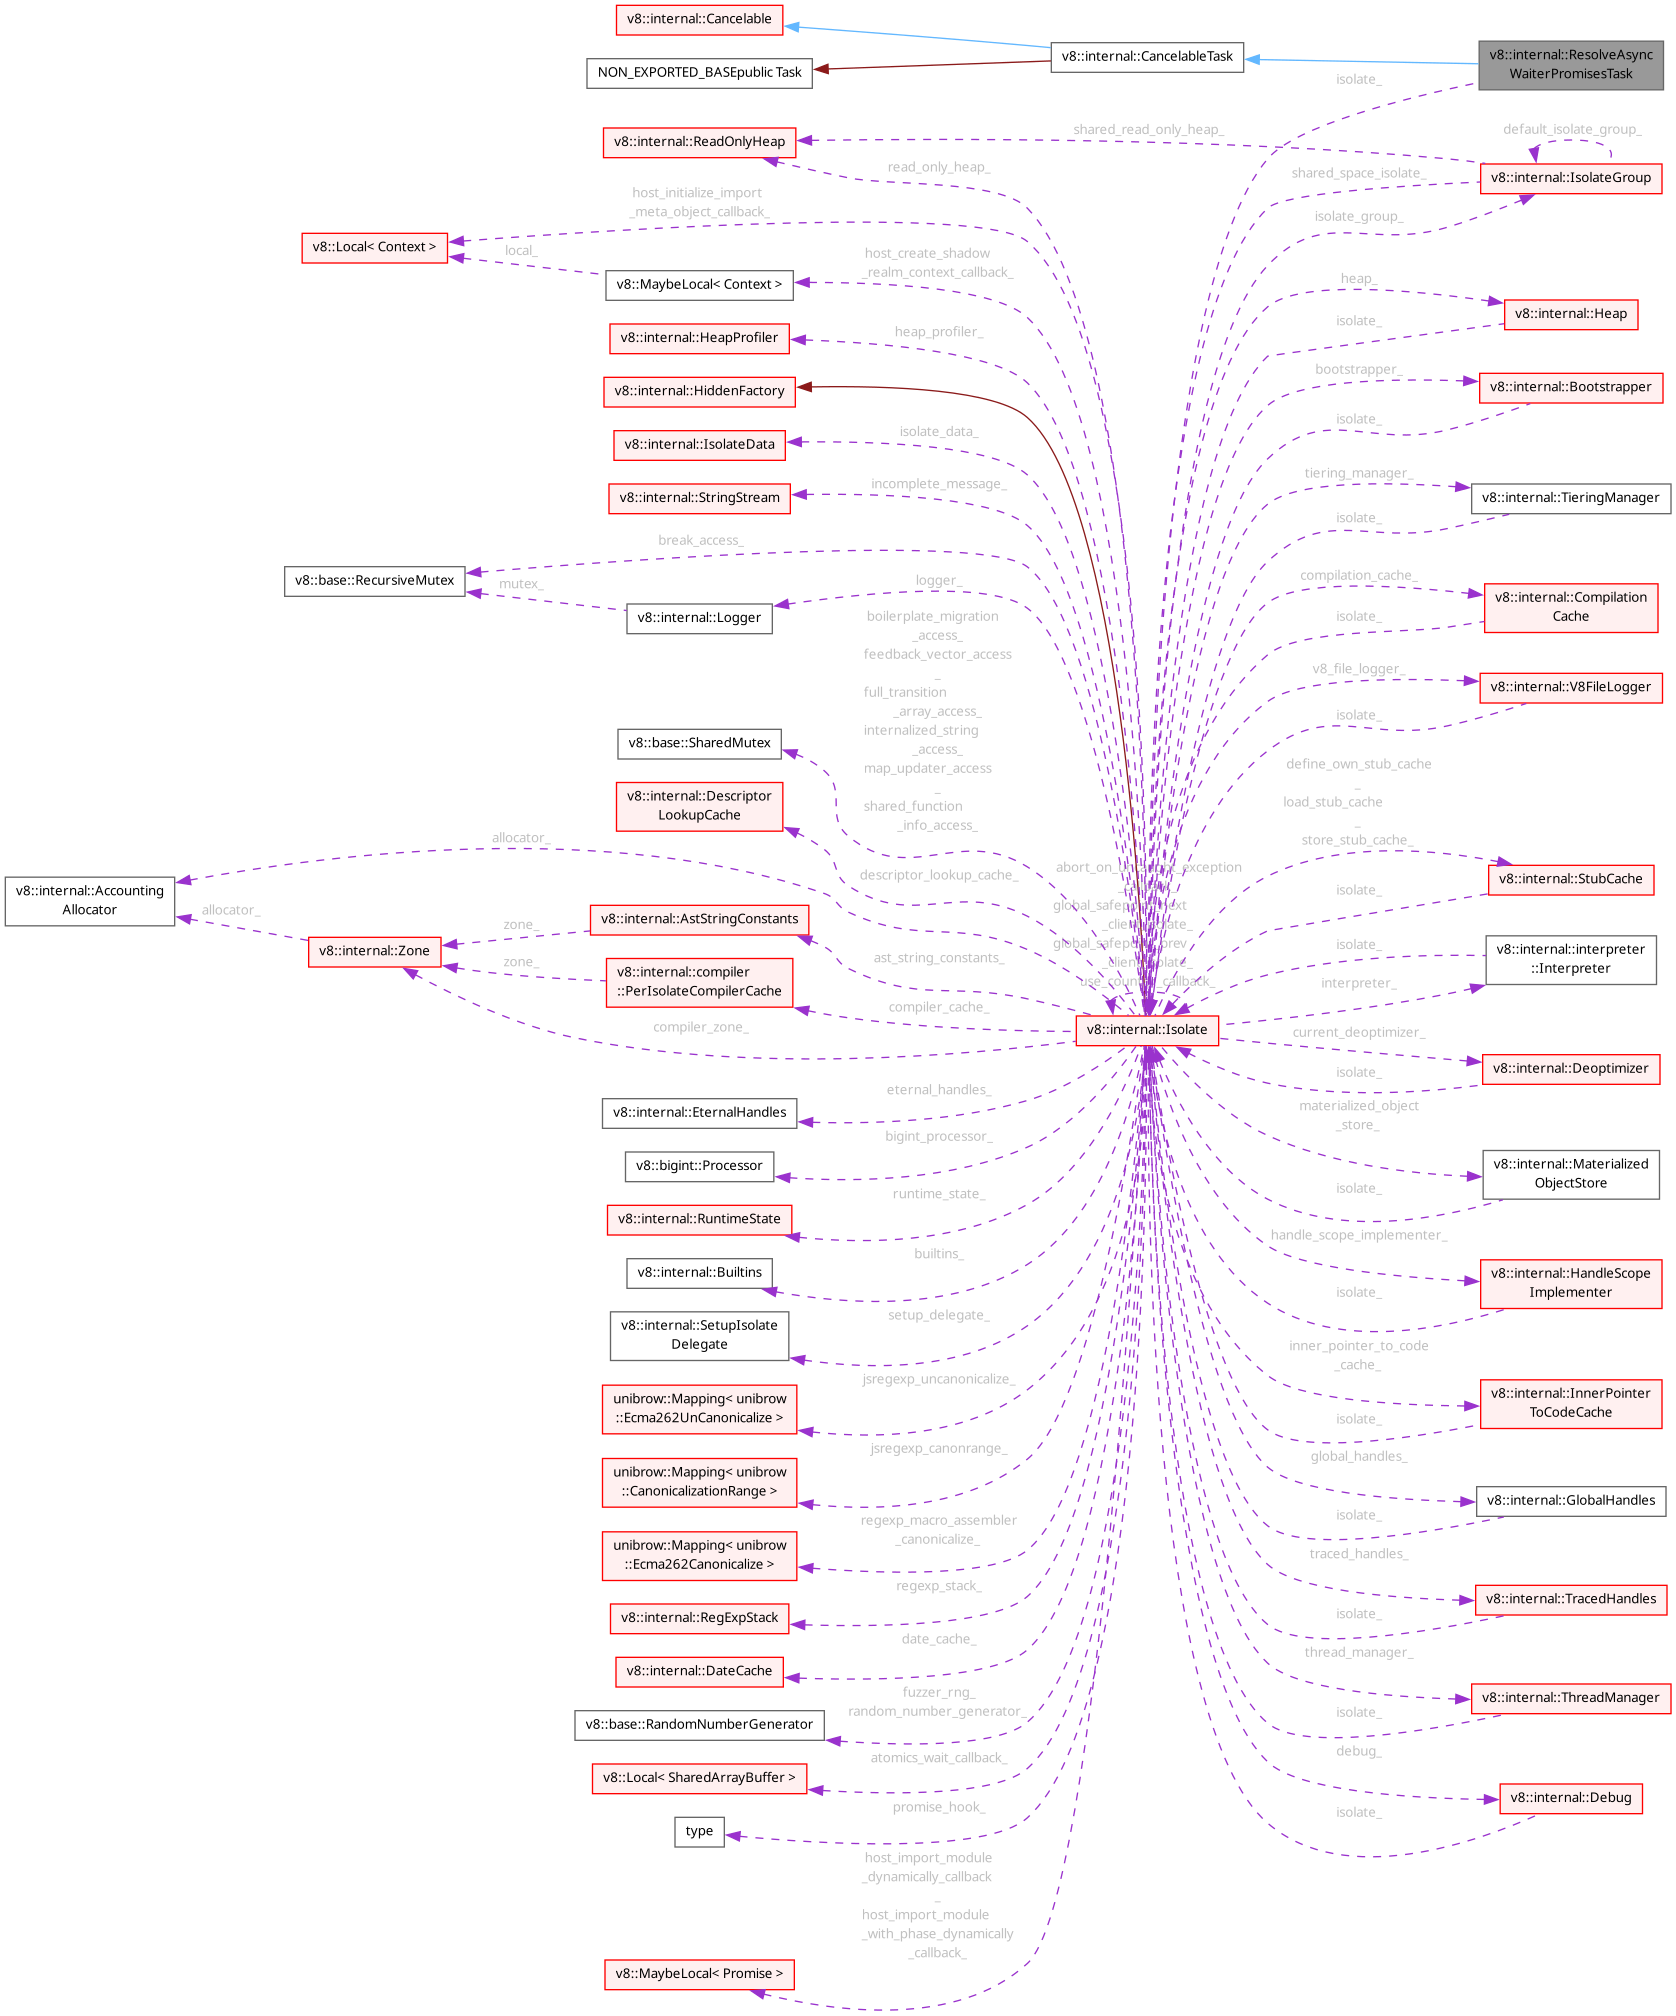 v8::internal::Cancelable
NON_EXPORTED_BASEpublic Task
v8::internal::CancelableTask
v8::internal::ResolveAsync
WaiterPromisesTask
isolate_
v8::internal::ReadOnlyHeap
shared_read_only_heap_
read_only_heap_
default_isolate_group_
v8::internal::IsolateGroup
shared_space_isolate_
isolate_group_
host_initialize_import
_meta_object_callback_
v8::Local< Context >
local_
v8::MaybeLocal< Context >
host_create_shadow
_realm_context_callback_
heap_
v8::internal::Heap
isolate_
v8::internal::HeapProfiler
heap_profiler_
v8::internal::HiddenFactory
bootstrapper_
v8::internal::Bootstrapper
isolate_
v8::internal::IsolateData
isolate_data_
v8::internal::StringStream
incomplete_message_
tiering_manager_
v8::internal::TieringManager
isolate_
break_access_
v8::base::RecursiveMutex
mutex_
v8::internal::Logger
logger_
compilation_cache_
v8::internal::Compilation
Cache
isolate_
boilerplate_migration
_access_
feedback_vector_access
_
full_transition
_array_access_
internalized_string
_access_
map_updater_access
_
shared_function
_info_access_
v8_file_logger_
v8::internal::V8FileLogger
isolate_
v8::base::SharedMutex
v8::internal::Descriptor
LookupCache
descriptor_lookup_cache_
define_own_stub_cache
_
load_stub_cache
_
store_stub_cache_
v8::internal::StubCache
isolate_
allocator_
v8::internal::Accounting
Allocator
allocator_
v8::internal::Zone
zone_
zone_
v8::internal::AstStringConstants
v8::internal::compiler
::PerIsolateCompilerCache
ast_string_constants_
compiler_cache_
compiler_zone_
_client_isolate_
_client_isolate_
v8::internal::Isolate
isolate_
v8::internal::interpreter
::Interpreter
interpreter_
current_deoptimizer_
v8::internal::Deoptimizer
isolate_
v8::internal::EternalHandles
eternal_handles_
v8::bigint::Processor
bigint_processor_
materialized_object
_store_
v8::internal::Materialized
ObjectStore
isolate_
v8::internal::RuntimeState
runtime_state_
v8::internal::Builtins
builtins_
handle_scope_implementer_
v8::internal::HandleScope
Implementer
isolate_
v8::internal::SetupIsolate
Delegate
setup_delegate_
unibrow::Mapping< unibrow
::Ecma262UnCanonicalize >
jsregexp_uncanonicalize_
inner_pointer_to_code
_cache_
v8::internal::InnerPointer
ToCodeCache
isolate_
unibrow::Mapping< unibrow
::CanonicalizationRange >
jsregexp_canonrange_
global_handles_
v8::internal::GlobalHandles
isolate_
unibrow::Mapping< unibrow
::Ecma262Canonicalize >
regexp_macro_assembler
_canonicalize_
traced_handles_
v8::internal::TracedHandles
isolate_
v8::internal::RegExpStack
regexp_stack_
v8::internal::DateCache
date_cache_
thread_manager_
v8::internal::ThreadManager
isolate_
v8::base::RandomNumberGenerator
fuzzer_rng_
random_number_generator_
v8::Local< SharedArrayBuffer >
atomics_wait_callback_
debug_
v8::internal::Debug
isolate_
type
promise_hook_
host_import_module
_dynamically_callback
_
host_import_module
_with_phase_dynamically
_callback_
v8::MaybeLocal< Promise >